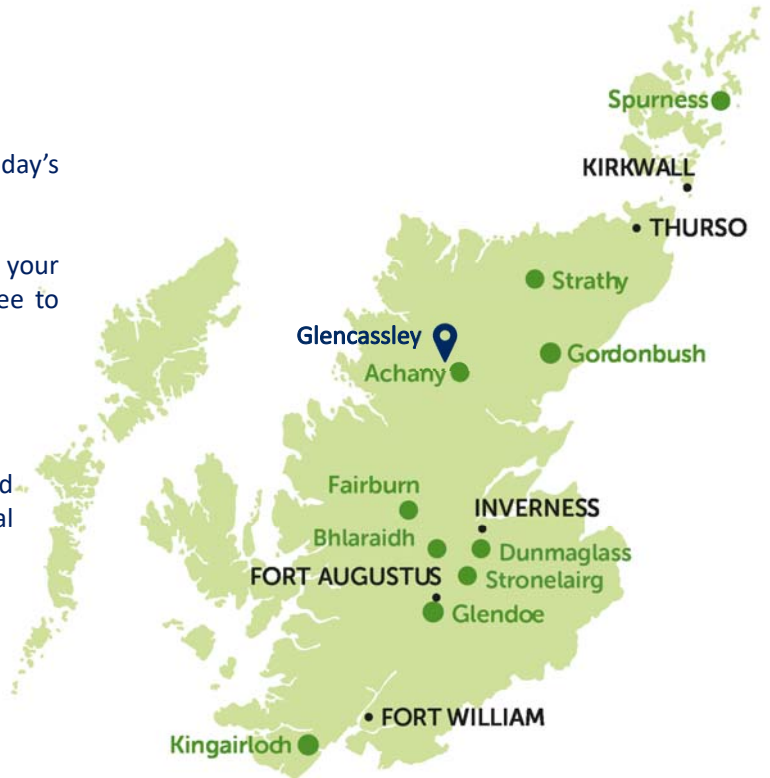 day's
your
ee to
d
al
Spurness
KIRKWALL
THURSO
Strathy
Glencassley
Gordonbush
Achany
Fairburn
INVERNESS
Bhlaraidh
Dunmaglass
FORT AUGUSTUS
Stronelairg
Glendoe
FORT WILLIAM
Kingairloch